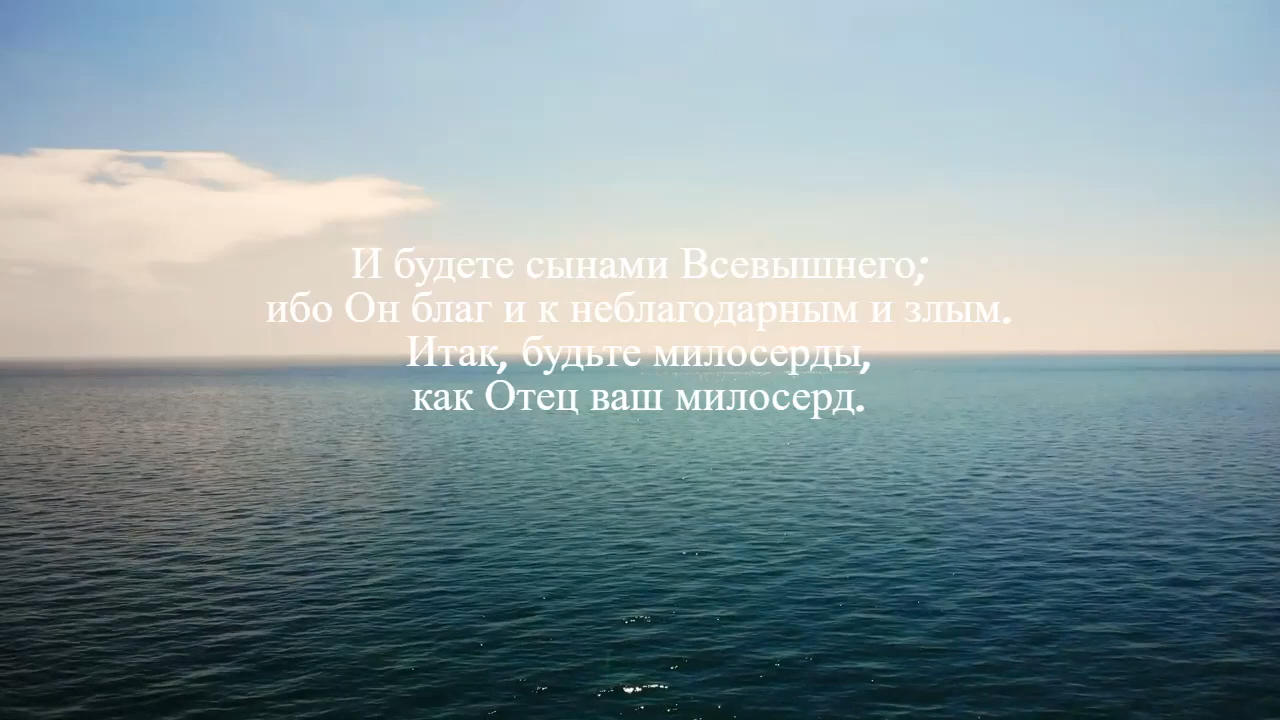 И будете сынами Всевышнего;
ибо Он благ и к неблагодарным и злым.
Итак, будьте милосерды,
как Отец ваш милосерд.